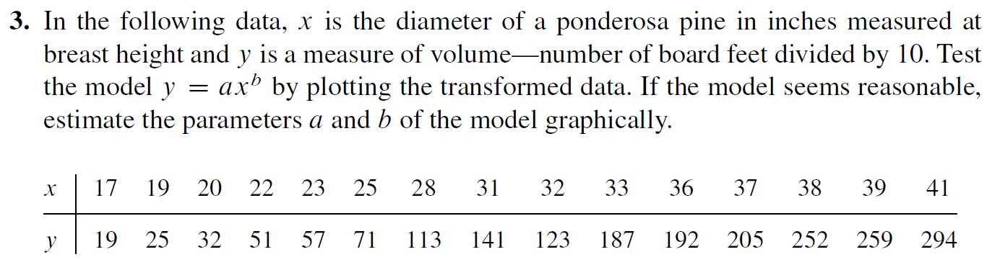 3. In the following data, x is the diameter of a ponderosa pine in inches measured at
breast height and y is a measure of volume—number of board feet divided by 10. Test
the model y = ax^b by plotting the transformed data. If the model seems reasonable,
estimate the parameters a and b of the model graphically.
x 17 19 20 22 23 25 28 31 32 33 36 37 38 39 41
y 19 25 32 51 57 71 113 141 123 187 192 205 252 259 294